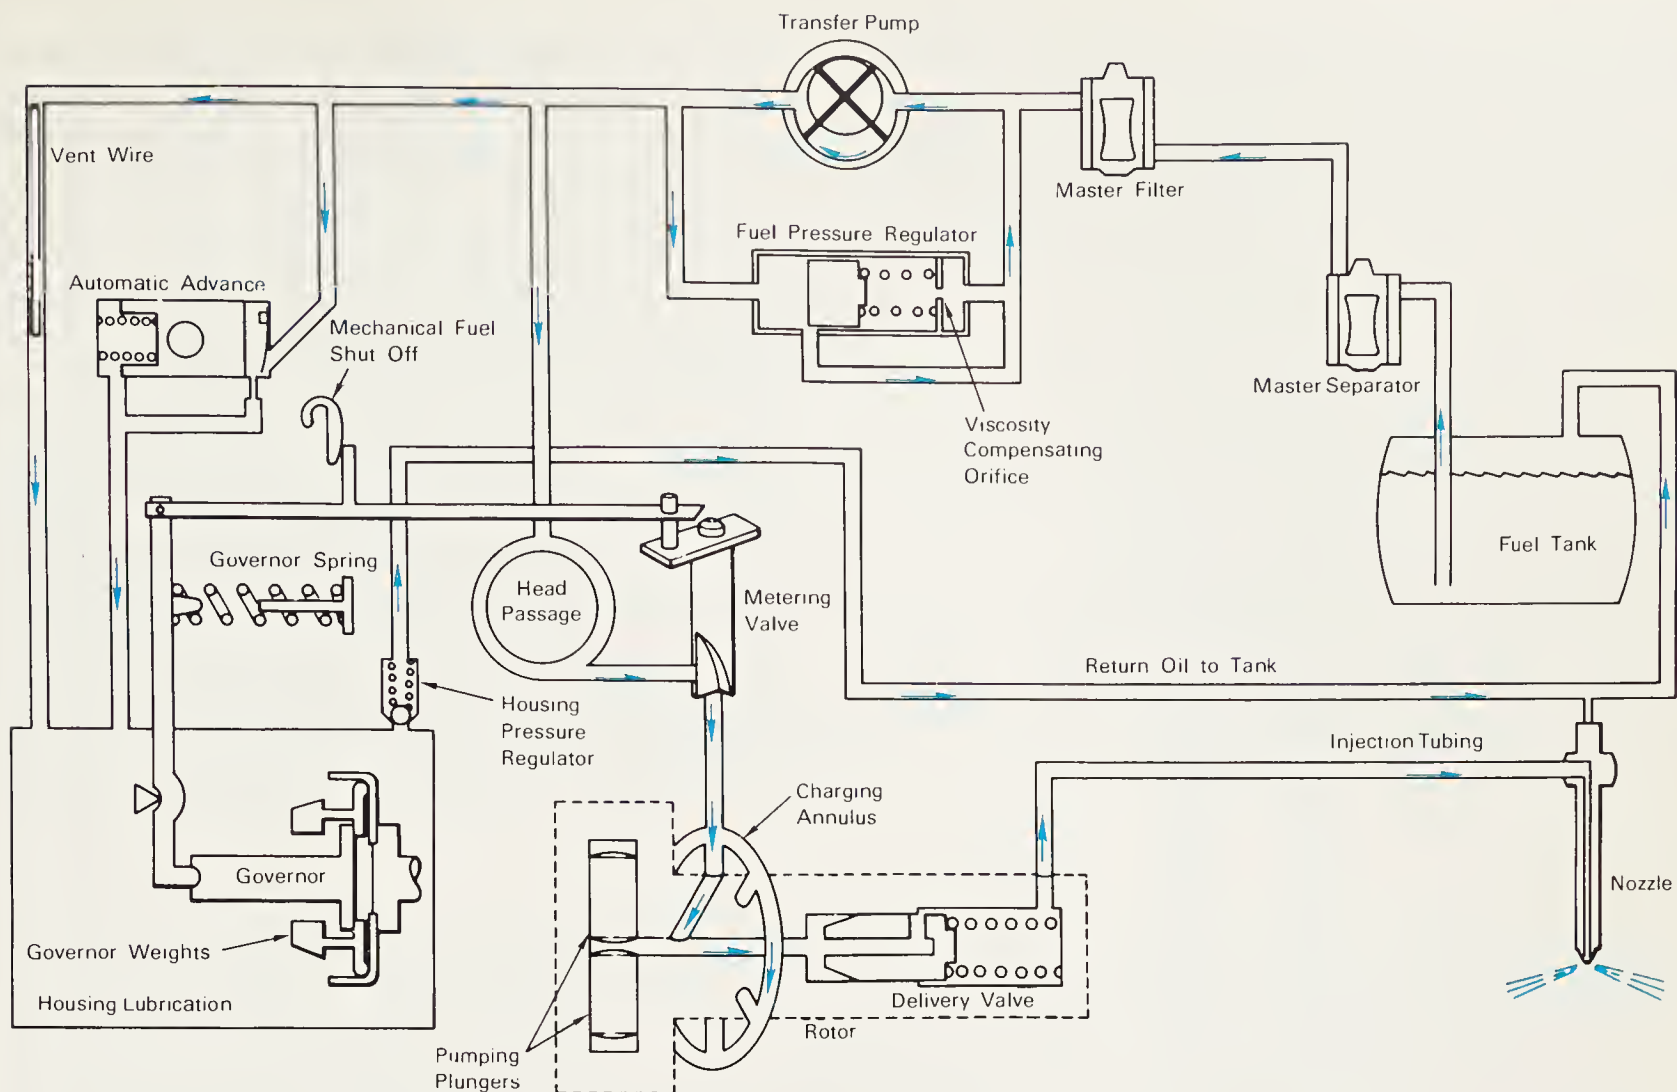 Transfer Pump
Vent Wire
Master Filter
Fuel Pressure Regulator
Automatic Advance
Mechanical Fuel
Shut Off
Master Separator
Viscosity
Compensating
Orifice
Fuel Tank
Governor Spring
Head
Passage
Metering
Valve
Return Oil to Tank
Housing
Pressure
Regulator
Injection Tubing
Charging
Annulus
Governor
Nozzle
Governor Weights
Housing Lubrication
Delivery Valve
Rotor
Pumping
Plungers